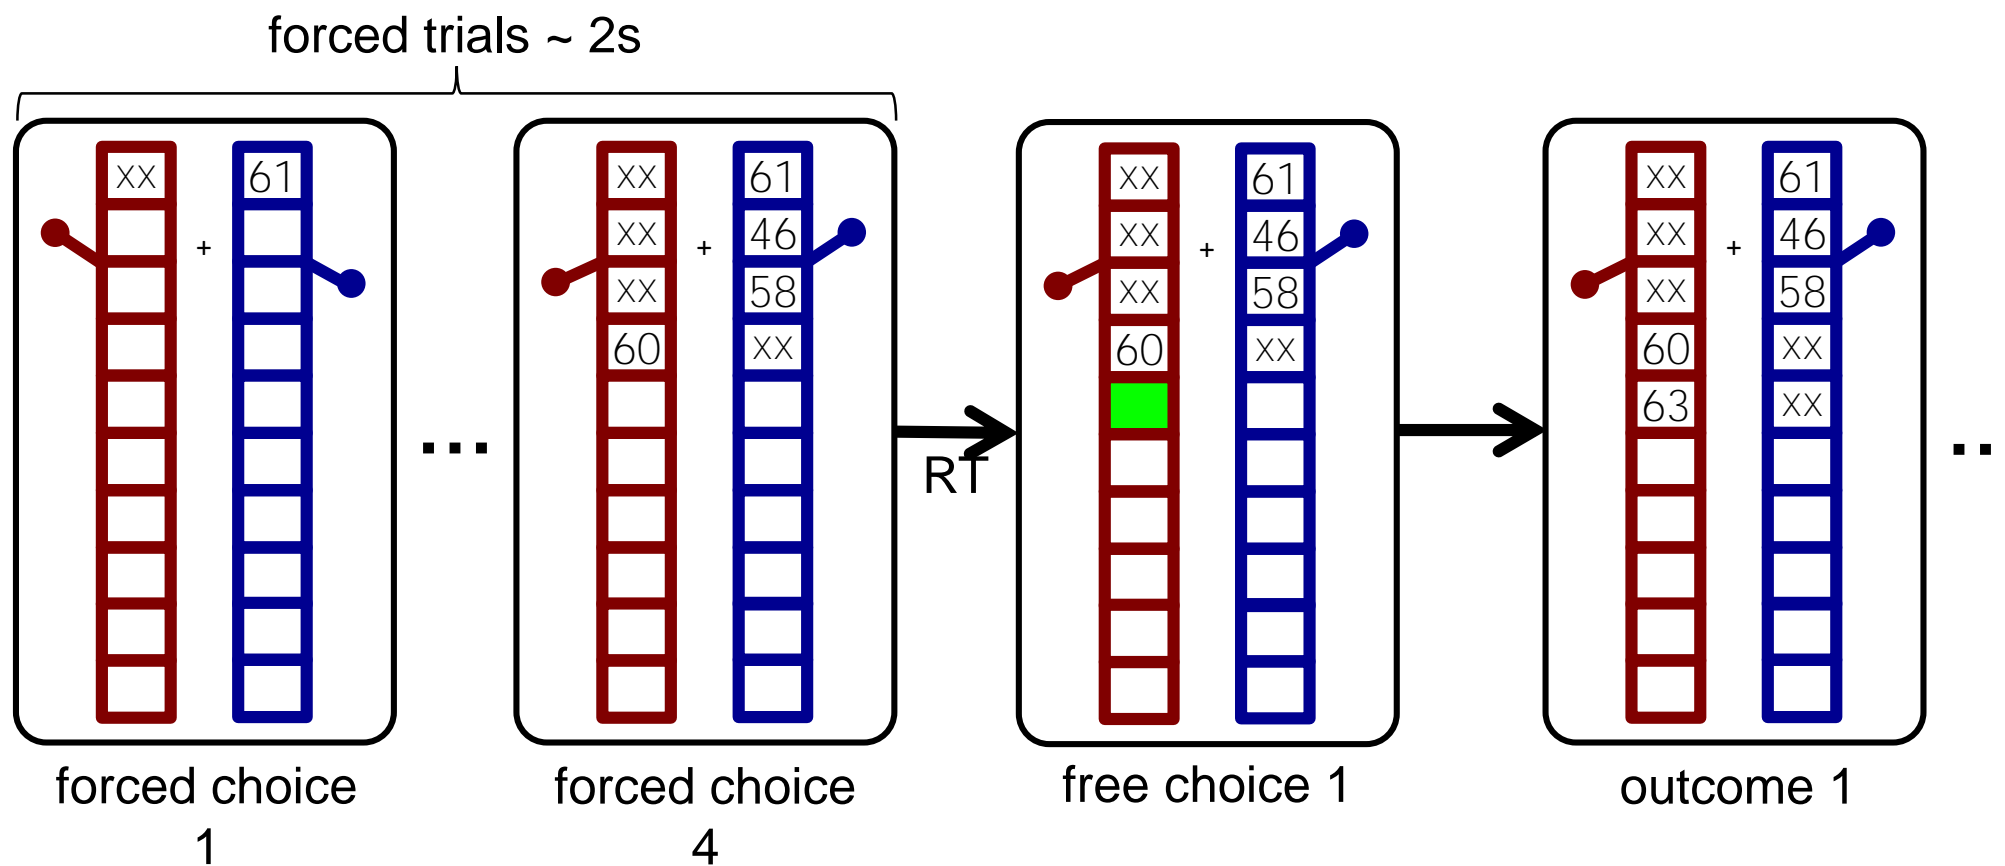 forced trials ~ 2s
XX + 61
XX + 61
XX 46
XX 58
60 XX
RT
XX + 61
XX 46
XX 58
60 XX
XX + 61
XX 46
XX 58
60 XX
63 XX
...
..
forced choice
1
forced choice
4
free choice 1
outcome 1